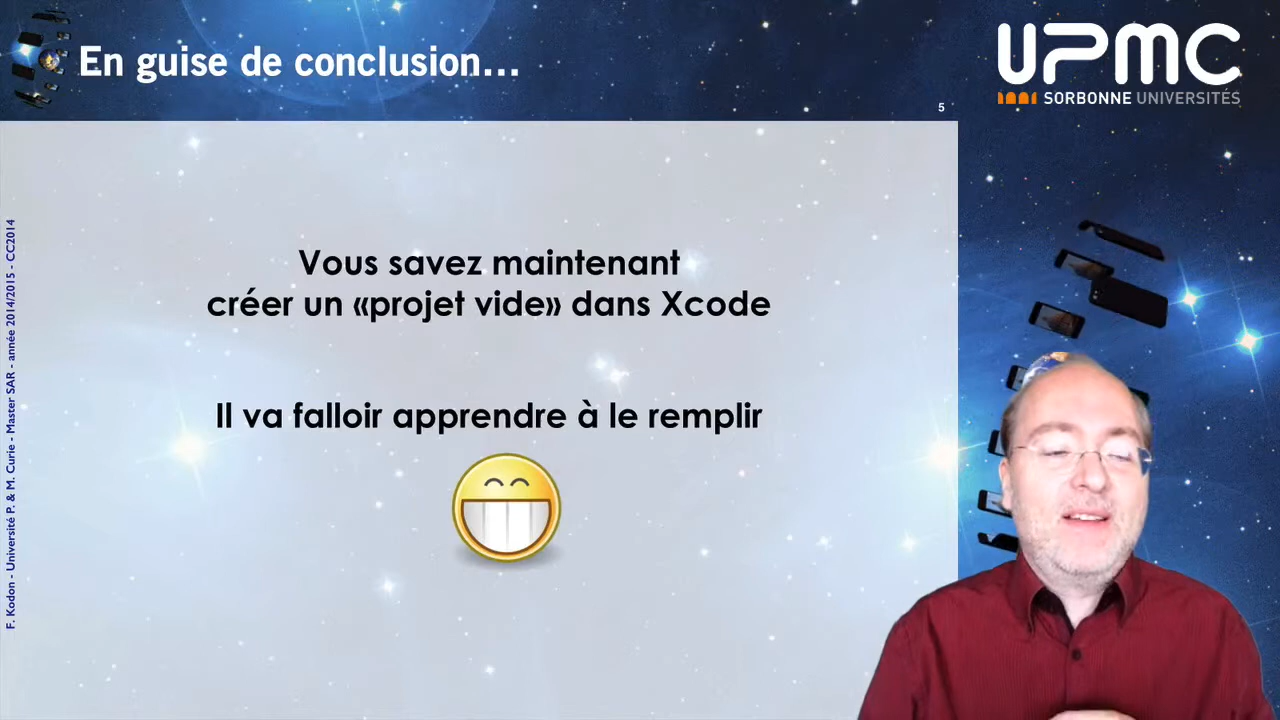 En guise de conclusion...
UPMC
SORBONNE UNIVERSITÉS
5
Vous savez maintenant
créer un «projet vide» dans Xcode
Il va falloir apprendre à le remplir
F. Kodon - Université P. & M. Curie - Master SAR - année 2014/2015 - CC2014